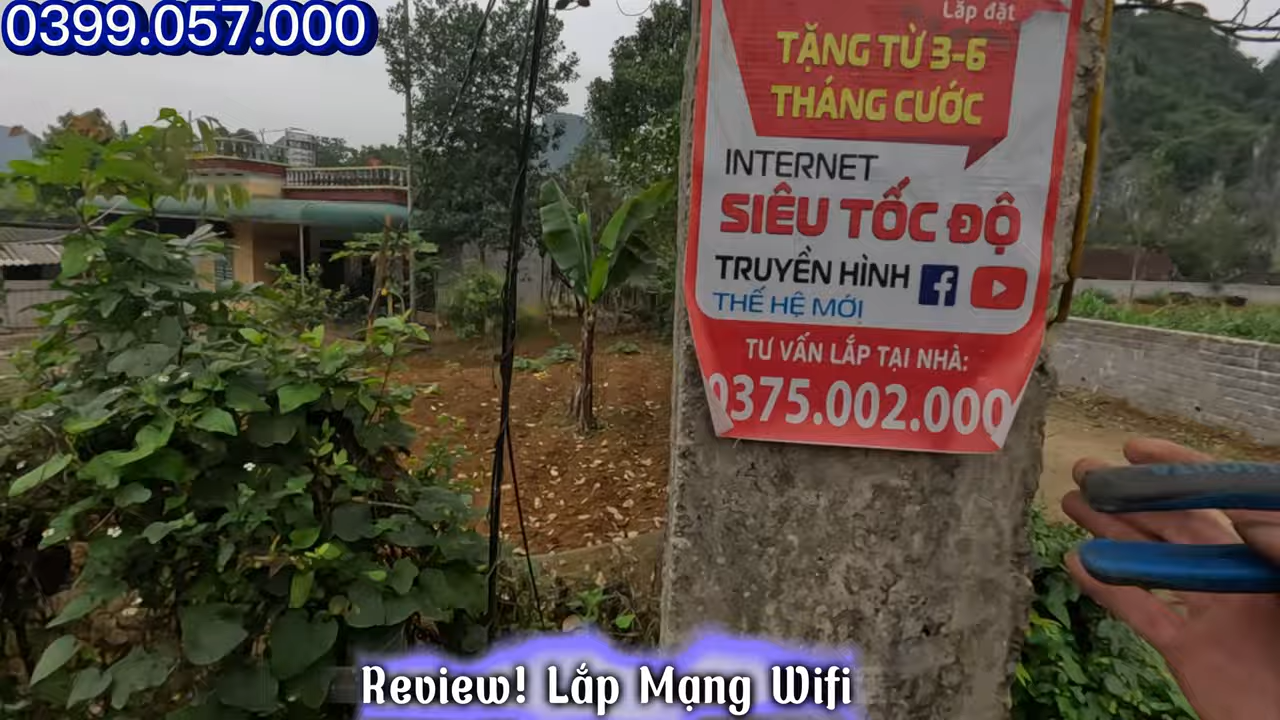 0399.057.000
Lắp đặt
TẶNG TỪ 3-6
THÁNG CƯỚC
INTERNET
SIÊU TỐC ĐỘ
TRUYỀN HÌNH
THẾ HỆ MỚI
TƯ VẤN LẮP TẠI NHÀ:
0375.002.000
Review! Lắp Mạng Wifi